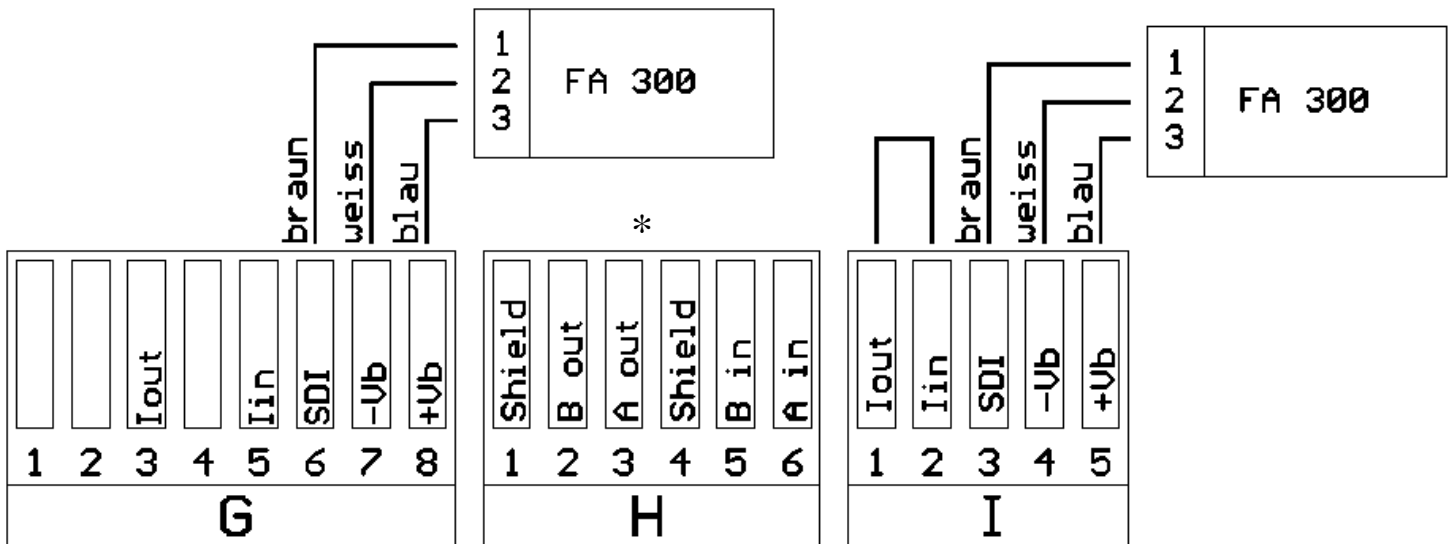 1
2 FA 300
3
1
2 FA 300
3
braun
weiss
blau
*
braun
weiss
blau
Iout
Iin
SDI
-Vb
+Vb
Shield
B out
A out
Shield
B in
A in
Iout
Iin
SDI
-Vb
+Vb
1 2 3 4 5 6 7 8
1 2 3 4 5 6
1 2 3 4 5
G
H
I